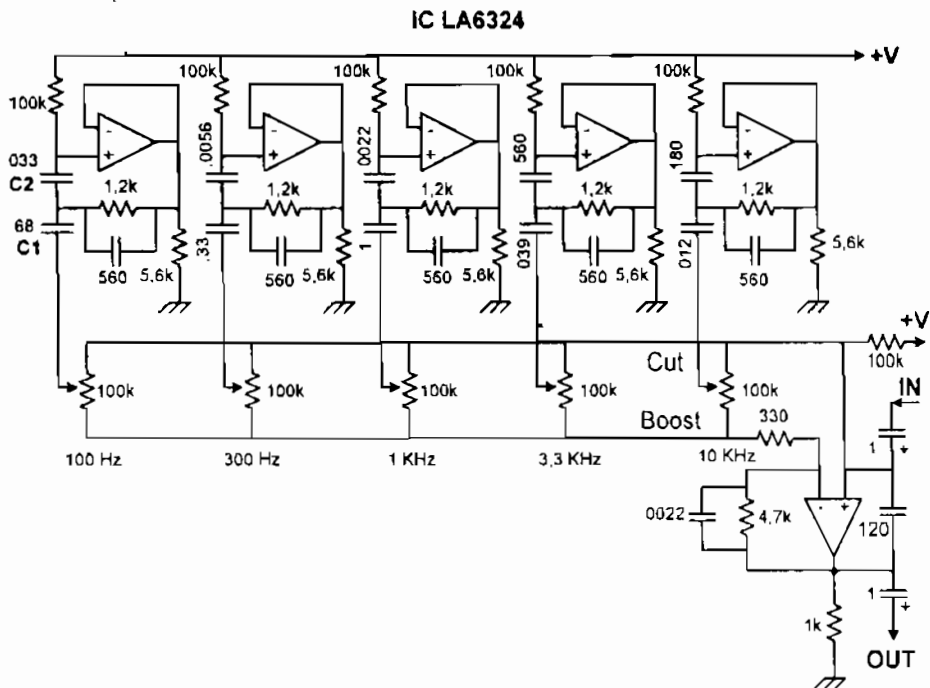 IC LA6324
+V
100k
100k
100k
100k
100k
033
C2
68
C1
.0056
.33
.0022
1
560
039
180
012
-
+
-
+
-
+
-
+
-
+
1,2k
1,2k
1,2k
1,2k
1,2k
560
5,6k
560
5,6k
560
5,6k
560
5,6k
560
5,6k
+V
100k
Cut
100k
100k
100k
100k
100k
IN
Boost
330
1
+
100 Hz
300 Hz
1 KHz
3,3 KHz
10 KHz
0022
4,7k
-
+
120
1
+
1k
OUT